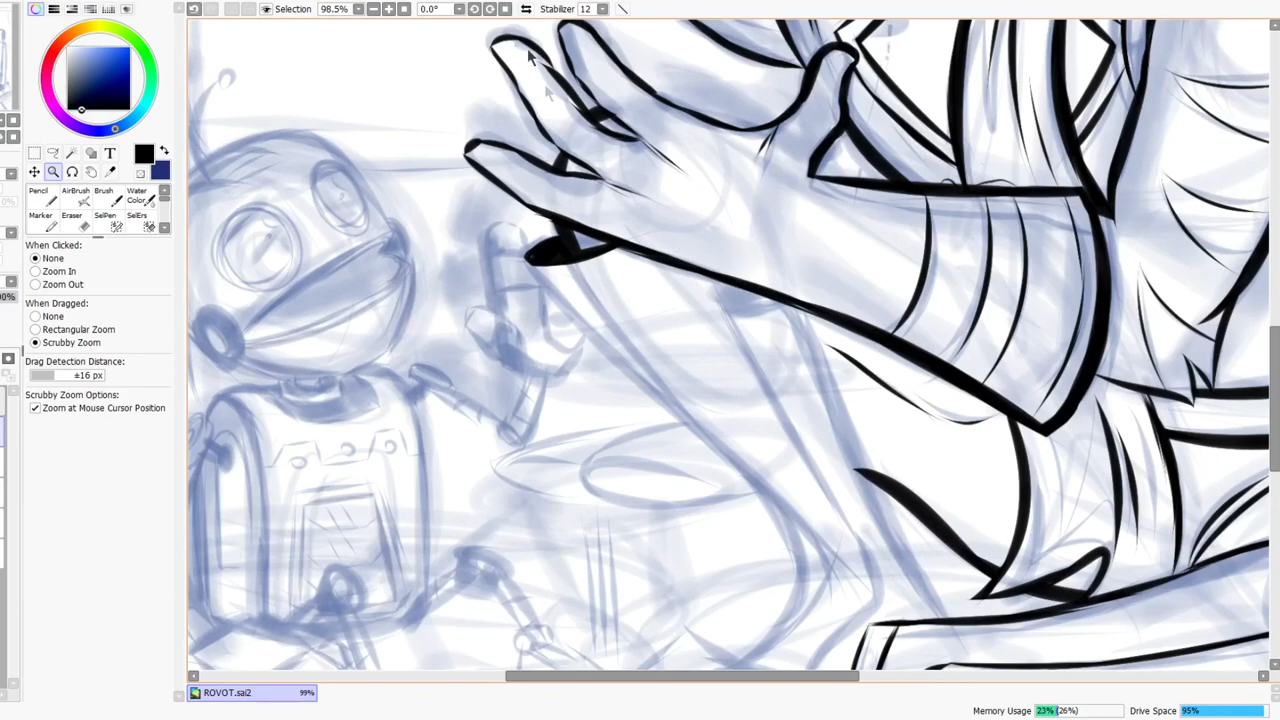 Selection 98.5% 0.0° Stabilizer 12
T
Pencil AirBrush Brush Water Color
Marker Eraser SelPen SelErs
When Clicked:
None
Zoom In
Zoom Out
When Dragged:
None
Rectangular Zoom
Scrubby Zoom
Drag Detection Distance:
±16 px
Scrubby Zoom Options:
Zoom at Mouse Cursor Position
ROVOT.sai2 99%
Memory Usage 23% (26%) Drive Space 95%